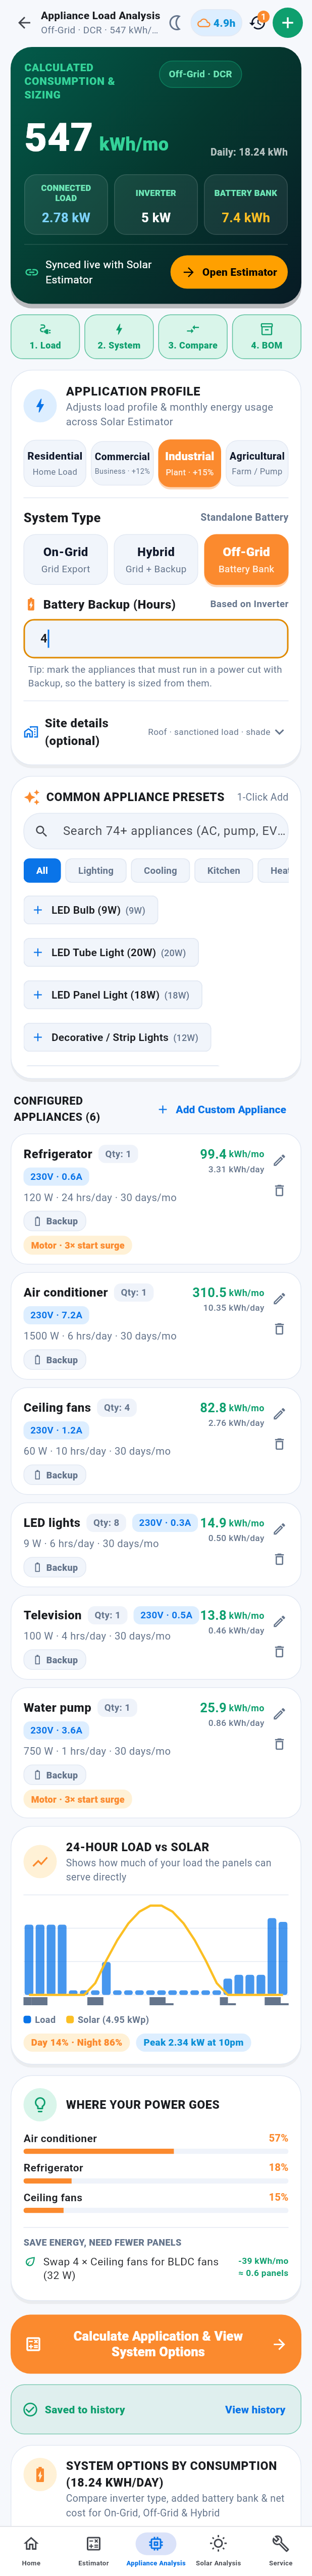 Appliance Load Analysis
Off-Grid · DCR · 547 kWh/...
4.9h
1
CALCULATED CONSUMPTION & SIZING
Off-Grid · DCR
547 kWh/mo
Daily: 18.24 kWh
CONNECTED LOAD
2.78 kW
INVERTER
5 kW
BATTERY BANK
7.4 kWh
Synced live with Solar Estimator
Open Estimator
1. Load
2. System
3. Compare
4. BOM
APPLICATION PROFILE
Adjusts load profile & monthly energy usage across Solar Estimator
Residential
Home Load
Commercial
Business · +12%
Industrial
Plant · +15%
Agricultural
Farm / Pump
System Type
Standalone Battery
On-Grid
Grid Export
Hybrid
Grid + Backup
Off-Grid
Battery Bank
Battery Backup (Hours)
Based on Inverter
4
Tip: mark the appliances that must run in a power cut with Backup, so the battery is sized from them.
Site details (optional)
Roof · sanctioned load · shade
COMMON APPLIANCE PRESETS
1-Click Add
Search 74+ appliances (AC, pump, EV...
All
Lighting
Cooling
Kitchen
Heat
LED Bulb (9W) (9W)
LED Tube Light (20W) (20W)
LED Panel Light (18W) (18W)
Decorative / Strip Lights (12W)
CONFIGURED APPLIANCES (6)
Add Custom Appliance
Refrigerator
Qty: 1
99.4 kWh/mo
230V · 0.6A
3.31 kWh/day
120 W · 24 hrs/day · 30 days/mo
Backup
Motor · 3× start surge
Air conditioner
Qty: 1
310.5 kWh/mo
230V · 7.2A
10.35 kWh/day
1500 W · 6 hrs/day · 30 days/mo
Backup
Ceiling fans
Qty: 4
82.8 kWh/mo
230V · 1.2A
2.76 kWh/day
60 W · 10 hrs/day · 30 days/mo
Backup
LED lights
Qty: 8
230V · 0.3A
14.9 kWh/mo
0.50 kWh/day
9 W · 6 hrs/day · 30 days/mo
Backup
Television
Qty: 1
230V · 0.5A
13.8 kWh/mo
0.46 kWh/day
100 W · 4 hrs/day · 30 days/mo
Backup
Water pump
Qty: 1
25.9 kWh/mo
230V · 3.6A
0.86 kWh/day
750 W · 1 hrs/day · 30 days/mo
Backup
Motor · 3× start surge
24-HOUR LOAD vs SOLAR
Shows how much of your load the panels can serve directly
Load
Solar (4.95 kWp)
Day 14% · Night 86%
Peak 2.34 kW at 10pm
WHERE YOUR POWER GOES
Air conditioner
57%
Refrigerator
18%
Ceiling fans
15%
SAVE ENERGY, NEED FEWER PANELS
Swap 4 × Ceiling fans for BLDC fans (32 W)
-39 kWh/mo
≈ 0.6 panels
Calculate Application & View System Options
Saved to history
View history
SYSTEM OPTIONS BY CONSUMPTION (18.24 KWH/DAY)
Compare inverter type, added battery bank & net cost for On-Grid, Off-Grid & Hybrid
Home
Estimator
Appliance Analysis
Solar Analysis
Service